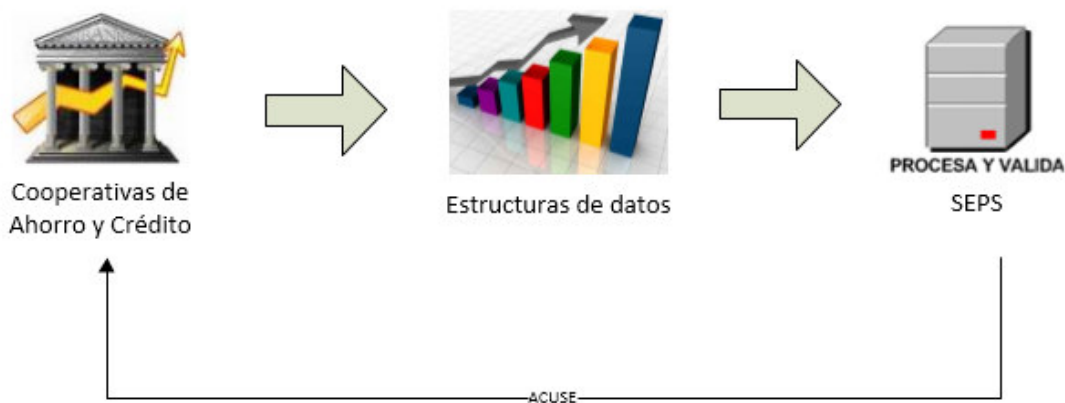 Cooperativas de
Ahorro y Crédito
Estructuras de datos
PROCESA Y VALIDA
SEPS
ACUSE